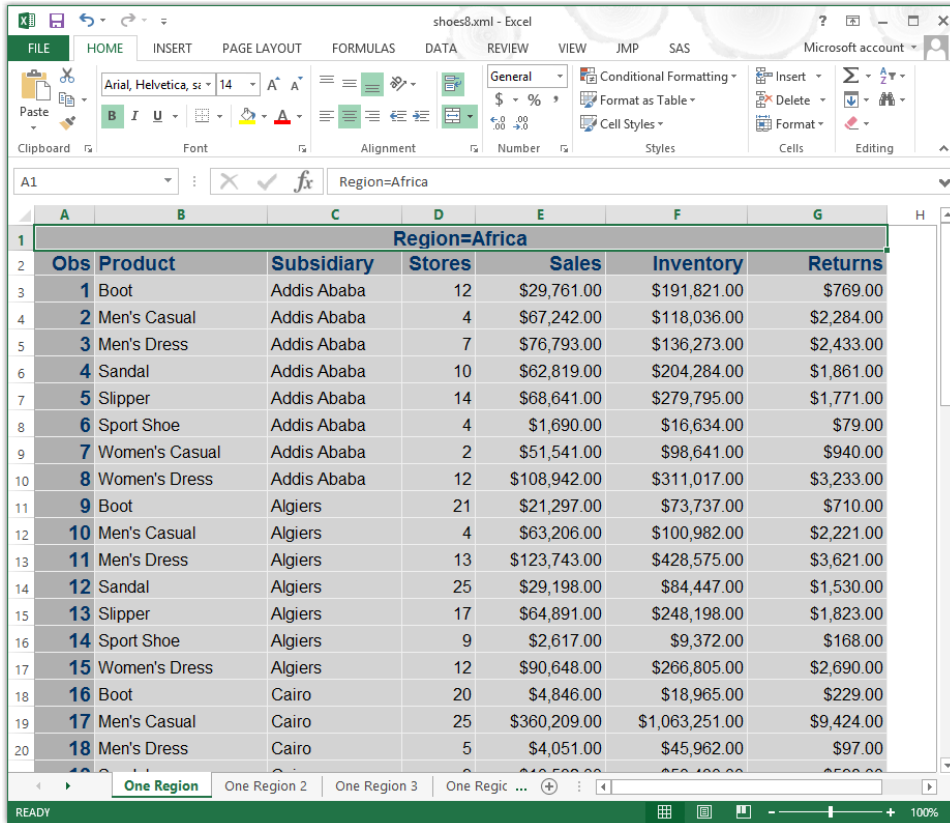 shoes8.xml - Excel
?
FILE HOME INSERT PAGE LAYOUT FORMULAS DATA REVIEW VIEW JMP SAS Microsoft account
Paste
Arial, Helvetica, sa 14 A A
B I U A
General
$ % ,
.00 .0
Conditional Formatting
Format as Table
Cell Styles
Insert
Delete
Format
Clipboard Font Alignment Number Styles Cells Editing
A1 fx Region=Africa
A B C D E F G H
1 Region=Africa
2 Obs Product Subsidiary Stores Sales Inventory Returns
3 1 Boot Addis Ababa 12 $29,761.00 $191,821.00 $769.00
4 2 Men's Casual Addis Ababa 4 $67,242.00 $118,036.00 $2,284.00
5 3 Men's Dress Addis Ababa 7 $76,793.00 $136,273.00 $2,433.00
6 4 Sandal Addis Ababa 10 $62,819.00 $204,284.00 $1,861.00
7 5 Slipper Addis Ababa 14 $68,641.00 $279,795.00 $1,771.00
8 6 Sport Shoe Addis Ababa 4 $1,690.00 $16,634.00 $79.00
9 7 Women's Casual Addis Ababa 2 $51,541.00 $98,641.00 $940.00
10 8 Women's Dress Addis Ababa 12 $108,942.00 $311,017.00 $3,233.00
11 9 Boot Algiers 21 $21,297.00 $73,737.00 $710.00
12 10 Men's Casual Algiers 4 $63,206.00 $100,982.00 $2,221.00
13 11 Men's Dress Algiers 13 $123,743.00 $428,575.00 $3,621.00
14 12 Sandal Algiers 25 $29,198.00 $84,447.00 $1,530.00
15 13 Slipper Algiers 17 $64,891.00 $248,198.00 $1,823.00
16 14 Sport Shoe Algiers 9 $2,617.00 $9,372.00 $168.00
17 15 Women's Dress Algiers 12 $90,648.00 $266,805.00 $2,690.00
18 16 Boot Cairo 20 $4,846.00 $18,965.00 $229.00
19 17 Men's Casual Cairo 25 $360,209.00 $1,063,251.00 $9,424.00
20 18 Men's Dress Cairo 5 $4,051.00 $45,962.00 $97.00
One Region One Region 2 One Region 3 One Regic ...
READY 100%